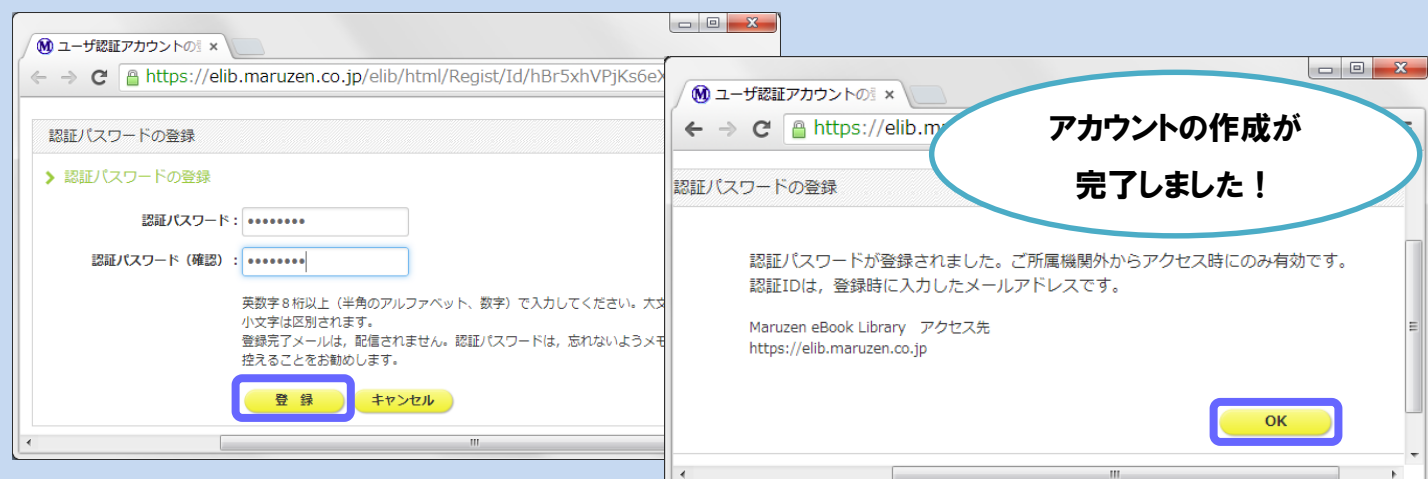 ユーザ認証アカウントの
https://elib.maruzen.co.jp/elib/html/Regist/Id/hBr5xhVPjKs6eX
認証パスワードの登録
認証パスワードの登録
認証パスワード：
認証パスワード（確認）：
英数字８桁以上（半角のアルファベット、数字）で入力してください。大文
小文字は区別されます。
登録完了メールは，配信されません。認証パスワードは，忘れないようメモ
控えることをお勧めします。
登 録
キャンセル
ユーザ認証アカウントの
https://elib.m
アカウントの作成が
完了しました！
認証パスワードの登録
認証パスワードが登録されました。ご所属機関外からアクセス時にのみ有効です。
認証IDは，登録時に入力したメールアドレスです。
Maruzen eBook Library　アクセス先
https://elib.maruzen.co.jp
OK